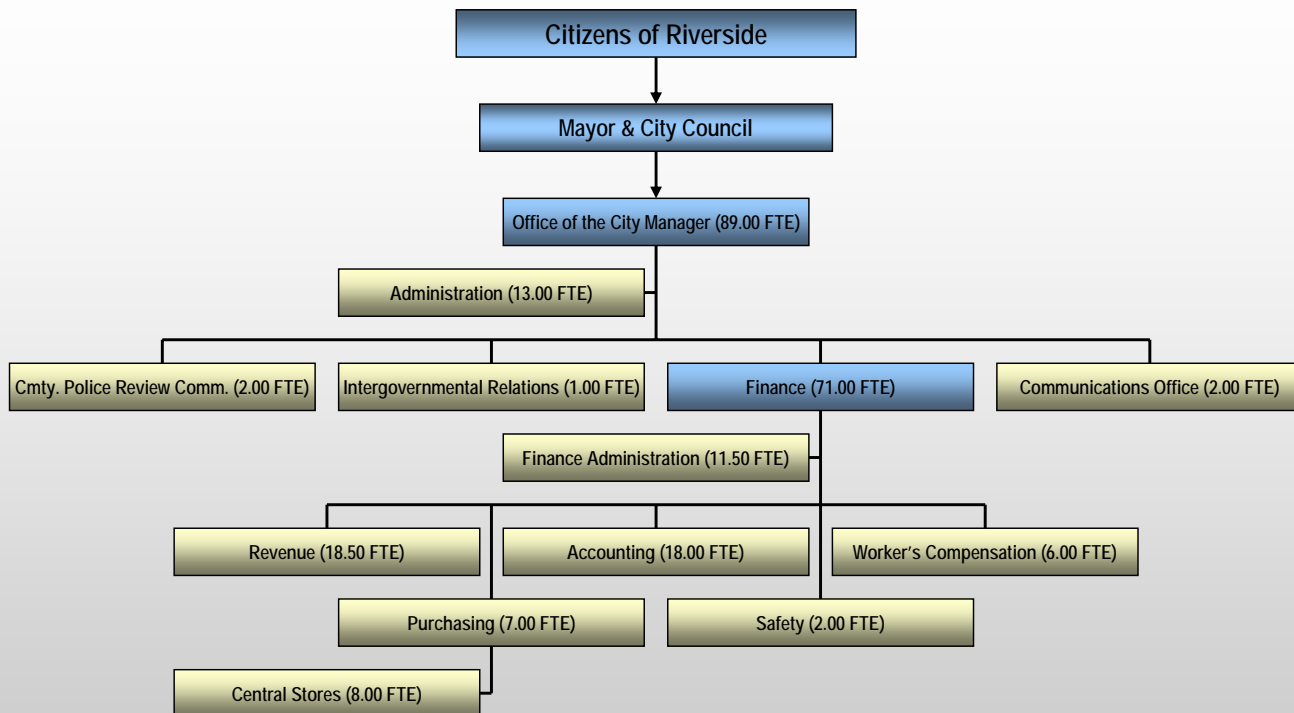 Citizens of Riverside
Mayor & City Council
Office of the City Manager (89.00 FTE)
Administration (13.00 FTE)
Cmty. Police Review Comm. (2.00 FTE)
Intergovernmental Relations (1.00 FTE)
Finance (71.00 FTE)
Communications Office (2.00 FTE)
Finance Administration (11.50 FTE)
Revenue (18.50 FTE)
Accounting (18.00 FTE)
Worker's Compensation (6.00 FTE)
Purchasing (7.00 FTE)
Safety (2.00 FTE)
Central Stores (8.00 FTE)